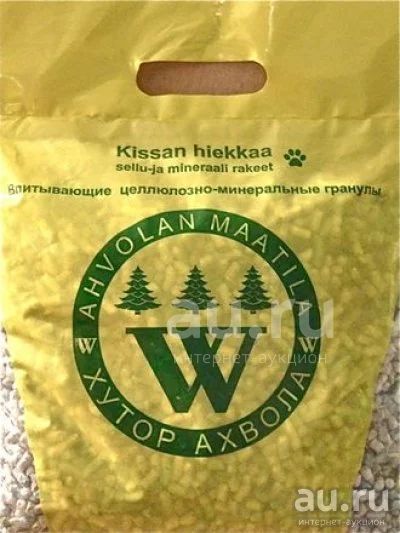 Kissan hiekkaa
sellu-ja mineraali rakeet
Впитывающие целлюлозно-минеральные гранулы
AHVOLAN MAATILA
W
W
W
ХУТОР АХВОЛА
au.ru
интернет-аукцион
au.ru
интернет-аукцион